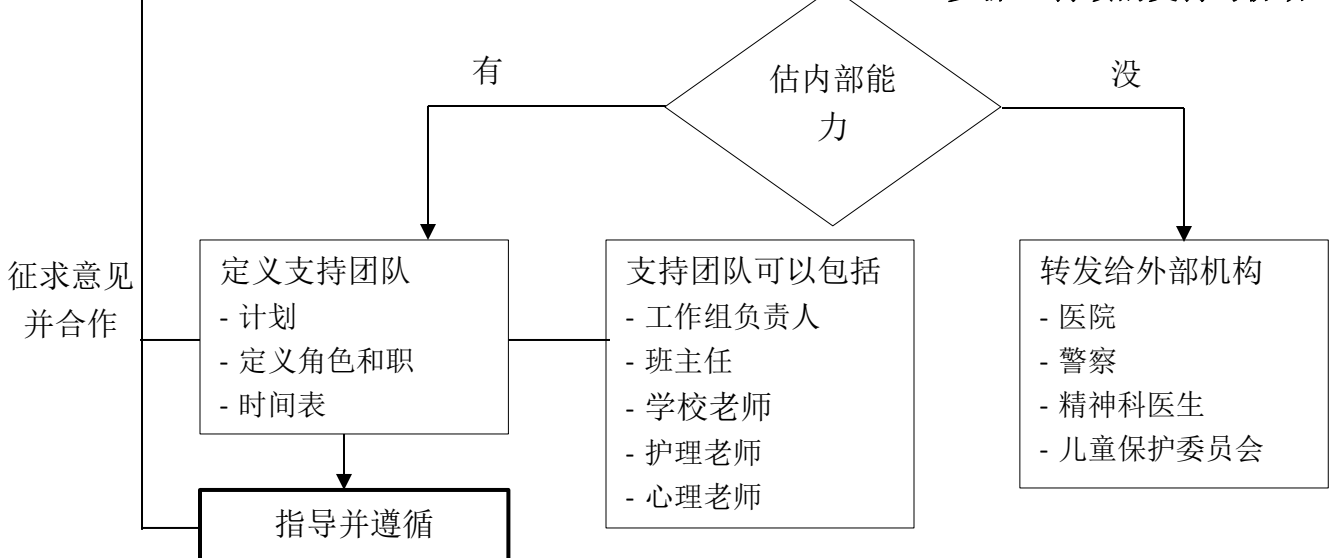 有
估内部能
力
没
征求意见
并合作
定义支持团队
- 计划
- 定义角色和职
- 时间表
支持团队可以包括
- 工作组负责人
- 班主任
- 学校老师
- 护理老师
- 心理老师
转发给外部机构
- 医院
- 警察
- 精神科医生
- 儿童保护委员会
指导并遵循